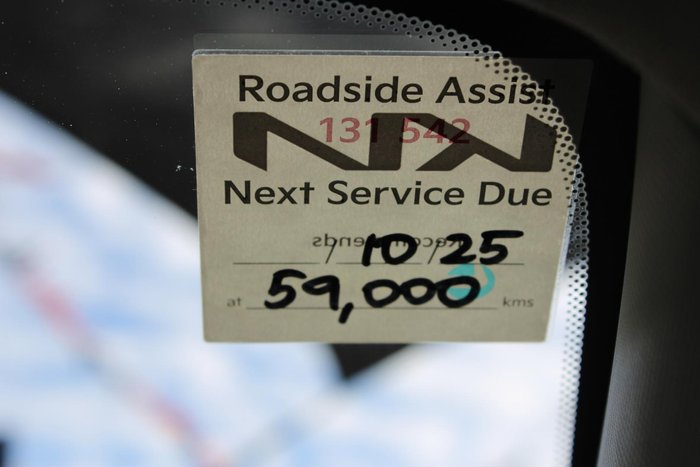 Roadside Assist
131 542
Next Service Due
/ 10 / 25
at 59,000 kms